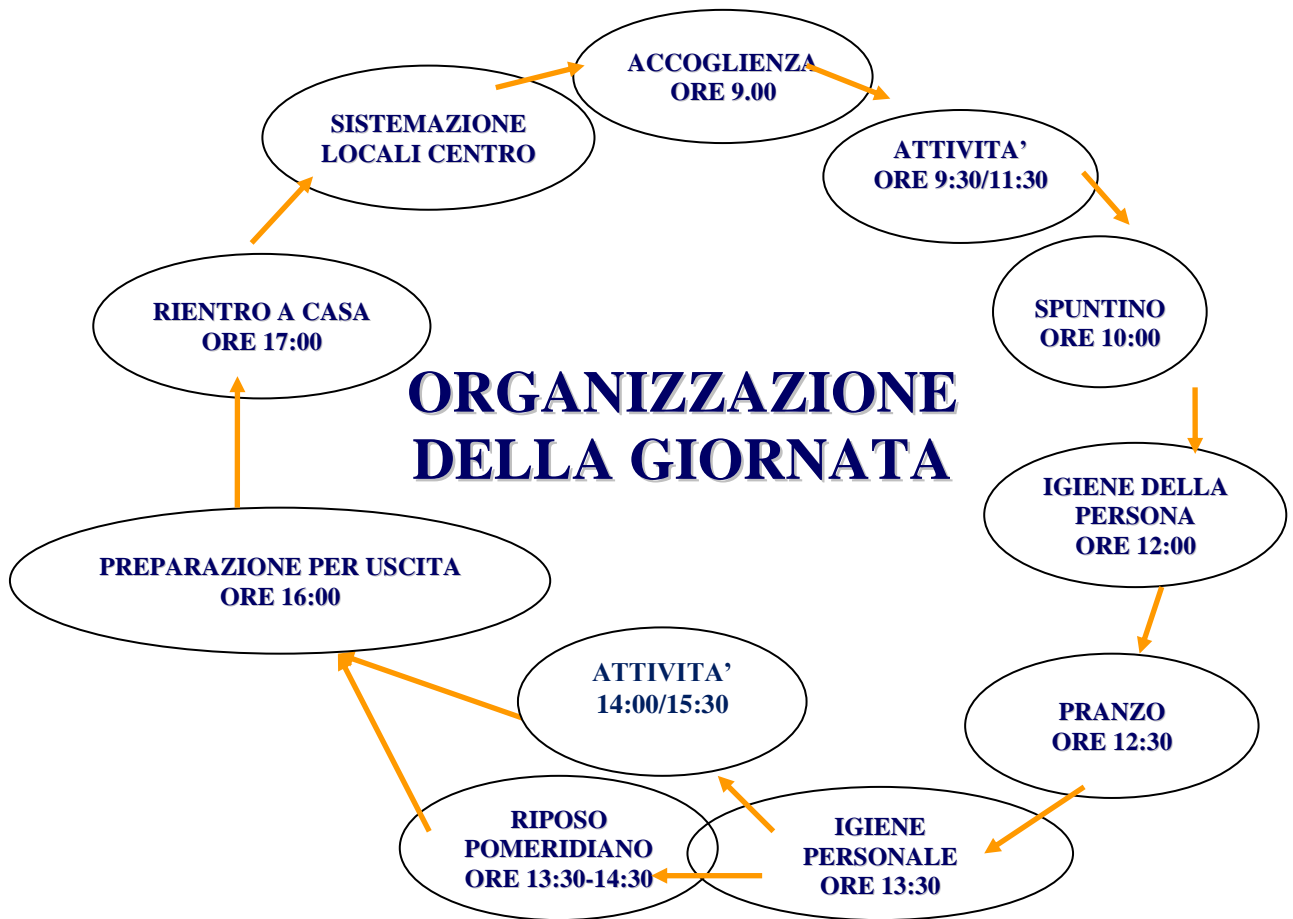 ACCOGLIENZA
ORE 9.00
SISTEMAZIONE
LOCALI CENTRO
ATTIVITA’
ORE 9:30/11:30
RIENTRO A CASA
ORE 17:00
SPUNTINO
ORE 10:00
ORGANIZZAZIONE
DELLA GIORNATA
IGIENE DELLA
PERSONA
ORE 12:00
PREPARAZIONE PER USCITA
ORE 16:00
ATTIVITA’
14:00/15:30
PRANZO
ORE 12:30
RIPOSO
POMERIDIANO
ORE 13:30-14:30
IGIENE
PERSONALE
ORE 13:30